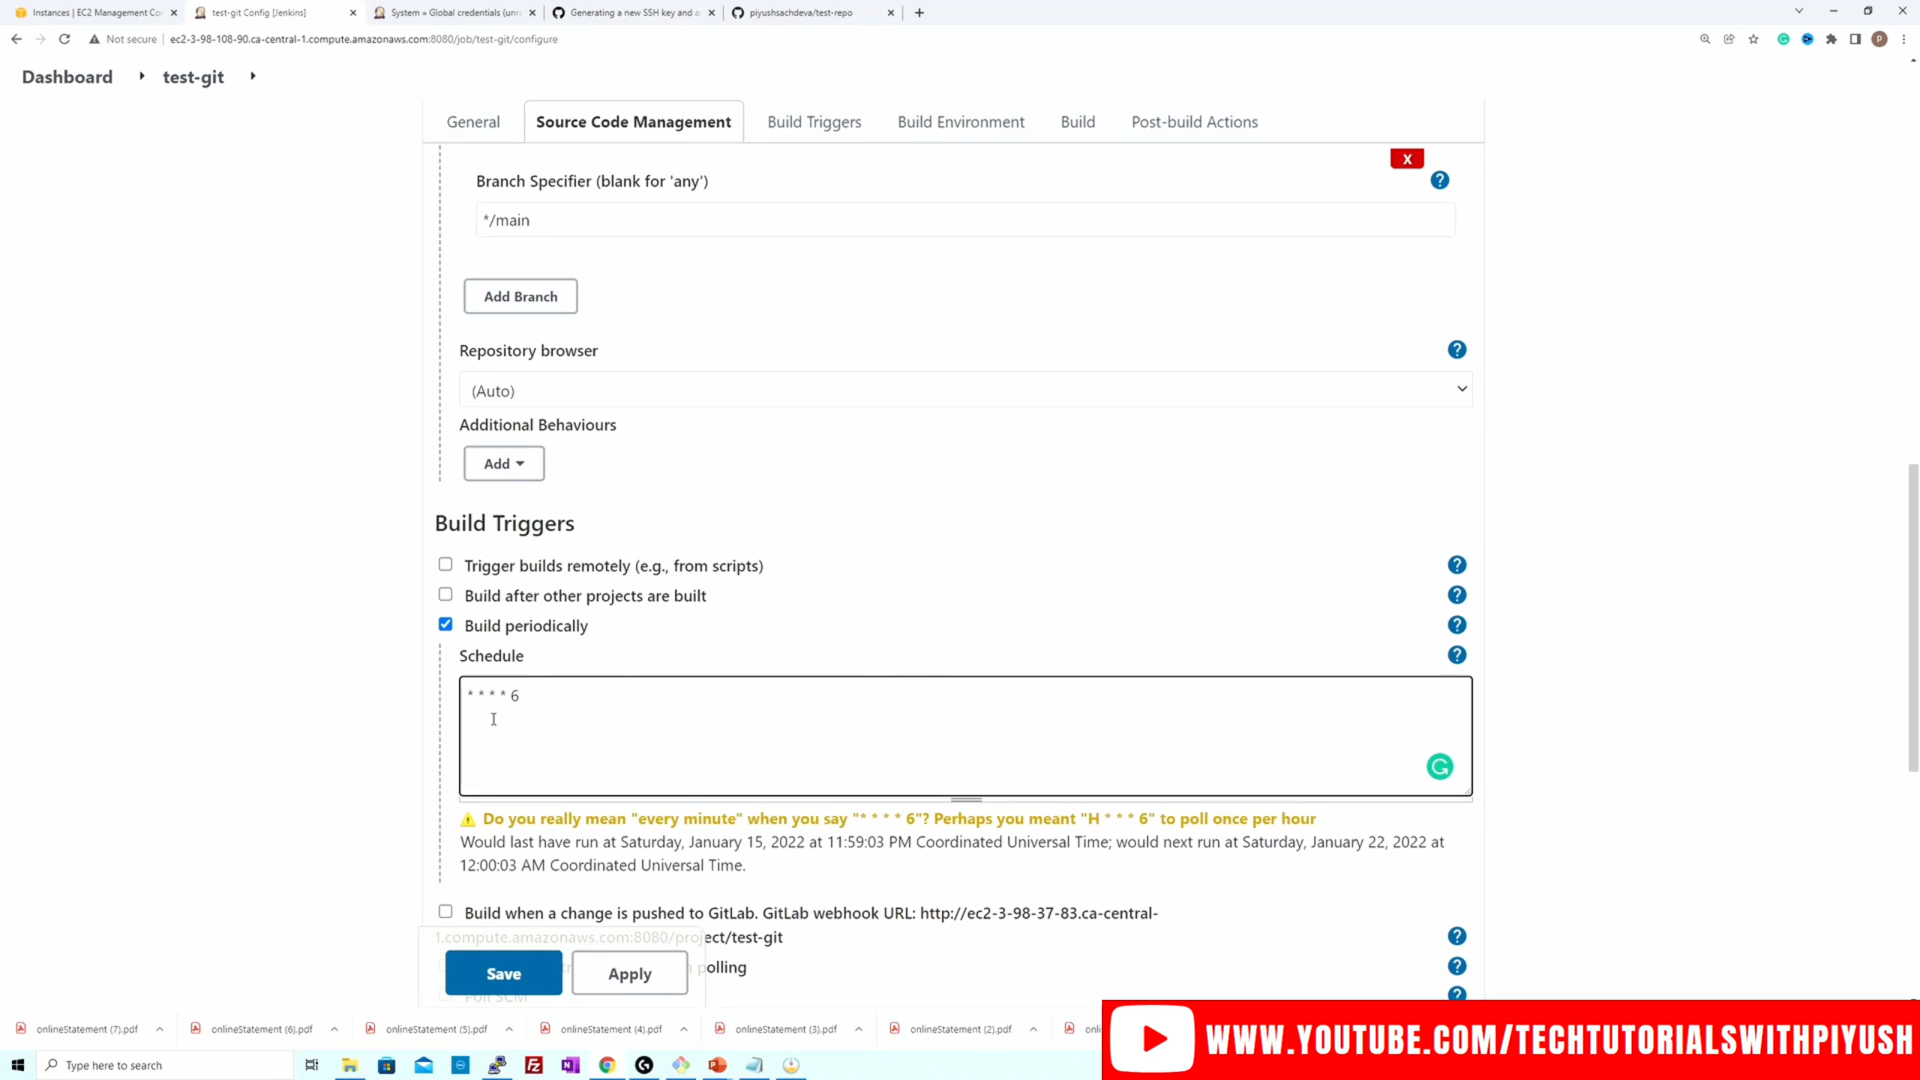 Instances | EC2 Management Co
test-git Config [Jenkins]
System » Global credentials (unre
Generating a new SSH key and a
piyushsachdeva/test-repo
Not secure | ec2-3-98-108-90.ca-central-1.compute.amazonaws.com:8080/job/test-git/configure
Dashboard test-git
General Source Code Management Build Triggers Build Environment Build Post-build Actions
X
Branch Specifier (blank for 'any')
*/main
Add Branch
Repository browser
(Auto)
Additional Behaviours
Add
Build Triggers
Trigger builds remotely (e.g., from scripts)
Build after other projects are built
Build periodically
Schedule
* * * * 6
Do you really mean "every minute" when you say "* * * * 6"? Perhaps you meant "H * * * 6" to poll once per hour
Would last have run at Saturday, January 15, 2022 at 11:59:03 PM Coordinated Universal Time; would next run at Saturday, January 22, 2022 at
12:00:03 AM Coordinated Universal Time.
Build when a change is pushed to GitLab. GitLab webhook URL: http://ec2-3-98-37-83.ca-central-
1.compute.amazonaws.com:8080/project/test-git
polling
Save Apply
Poll SCM
onlineStatement (7).pdf onlineStatement (6).pdf onlineStatement (5).pdf onlineStatement (4).pdf onlineStatement (3).pdf onlineStatement (2).pdf
WWW.YOUTUBE.COM/TECHTUTORIALSWITHPIYUSH
Type here to search